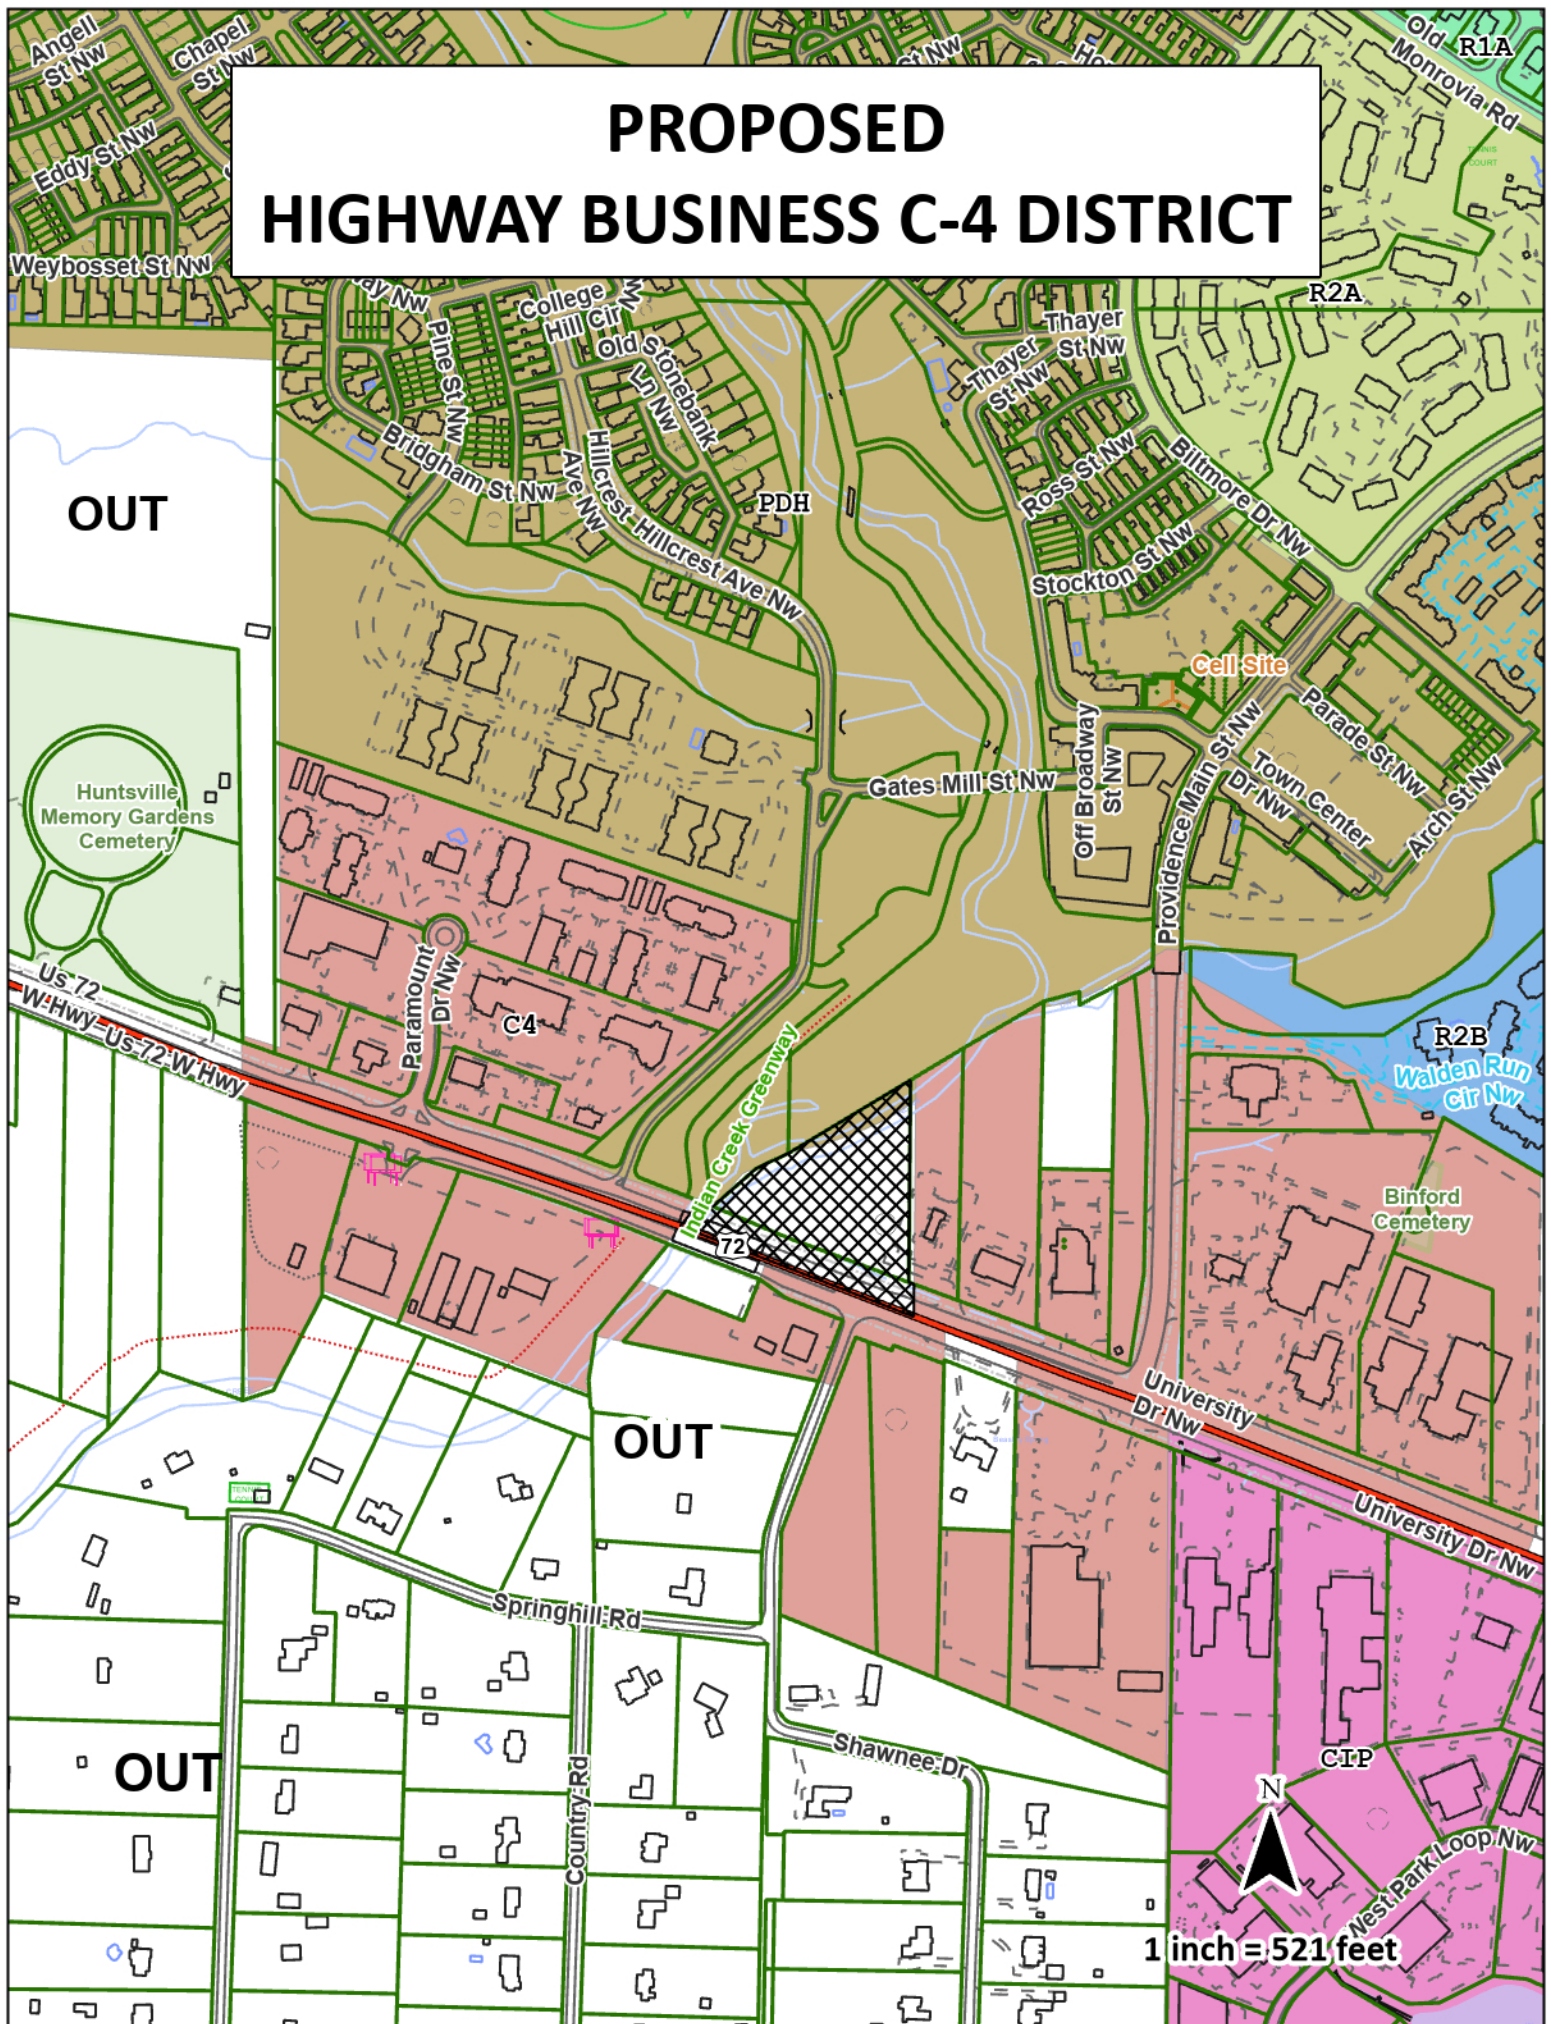 Angell
St Nw
Chapel
St Nw
St Nw
Old
Monrovia Rd
R1A
PROPOSED
HIGHWAY BUSINESS C-4 DISTRICT
Eddy St Nw
TENNIS
COURT
Weybosset St Nw
R2A
College
Hill Cir
Pine St Nw
Old Stonebank
Ln Nw
Thayer
St Nw
Thayer
St Nw
Bridgham St Nw
Hillcrest
Ave Nw
Hillcrest Ave Nw
PDH
Ross St Nw
Biltmore Dr Nw
Stockton St Nw
OUT
Cell Site
Parade St Nw
Off Broadway
St Nw
Gates Mill St Nw
Providence Main St Nw
Town Center
Dr Nw
Arch St Nw
Huntsville
Memory Gardens
Cemetery
Us 72
W Hwy
Us 72 W Hwy
Paramount
Dr Nw
C4
R2B
Walden Run
Cir Nw
Indian Creek Greenway
72
Binford
Cemetery
University
Dr Nw
OUT
TENNIS
COURT
University Dr Nw
Springhill Rd
Shawnee Dr
OUT
Country Rd
CIP
N
Nest Park Loop Nw
1 inch = 521 feet